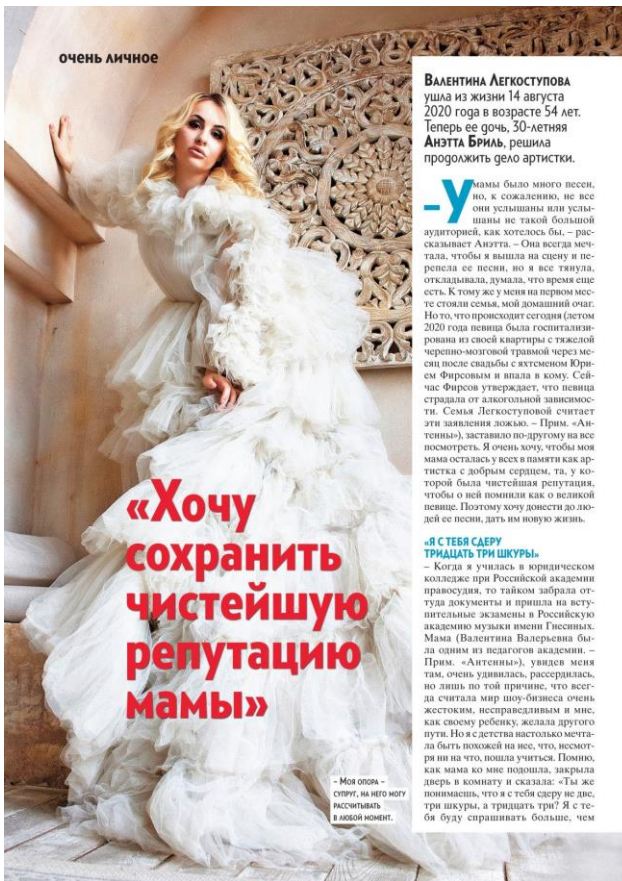 очень личное
Валентина Легкоступова
ушла из жизни 14 августа
2020 года в возрасте 54 лет.
Теперь ее дочь, 30-летняя
Анэтта Бриль, решила
продолжить дело артистки.
–У мамы было много песен,
но, к сожалению, не все
они услышаны или услы-
шаны не такой большой
аудиторией, как хотелось бы, – рас-
сказывает Анэтта. – Она всегда меч-
тала, чтобы я вышла на сцену и пе-
репела ее песни, но я все тянула,
откладывала, думала, что время еще
есть. К тому же у меня на первом мес-
те стояли семья, мой домашний очаг.
Но то, что происходит сегодня (летом
2020 года певица была госпитализи-
рована из своей квартиры с тяжелой
черепно-мозговой травмой через ме-
сяц после свадьбы с яхтсменом Юри-
ем Фирсовым и впала в кому. Сей-
час Фирсов утверждает, что певица
страдала от алкогольной зависимос-
ти. Семья Легкоступовой считает
эти заявления ложью. – Прим. «Ан-
тенны»), заставило по-другому на все
посмотреть. Я очень хочу, чтобы моя
мама осталась у всех в памяти как ар-
тистка с добрым сердцем, та, у ко-
торой была чистейшая репутация,
чтобы о ней помнили как о великой
певице. Поэтому хочу донести до лю-
дей ее песни, дать им новую жизнь.
«Я С ТЕБЯ СДЕРУ
ТРИДЦАТЬ ТРИ ШКУРЫ»
– Когда я училась в юридическом
колледже при Российской академии
правосудия, то тайком забрала от-
туда документы и пришла на всту-
пительные экзамены в Российскую
академию музыки имени Гнесиных.
Мама (Валентина Валерьевна бы-
ла одним из педагогов академии. –
Прим. «Антенны»), увидев меня
там, очень удивилась, рассердилась,
но лишь по той причине, что всег-
да считала мир шоу-бизнеса очень
жестоким, несправедливым и мне,
как своему ребенку, желала другого
пути. Но я с детства настолько мечта-
ла быть похожей на нее, что, несмот-
ря ни на что, пошла учиться. Помню,
как мама ко мне подошла, закрыла
дверь в комнату и сказала: «Ты же
понимаешь, что я с тебя сдеру не две,
три шкуры, а тридцать три? Я с те-
бя буду спрашивать больше, чем
«Хочу
сохранить
чистейшую
репутацию
мамы»
– Моя опора –
супруг, на него могу
рассчитывать
в любой момент.